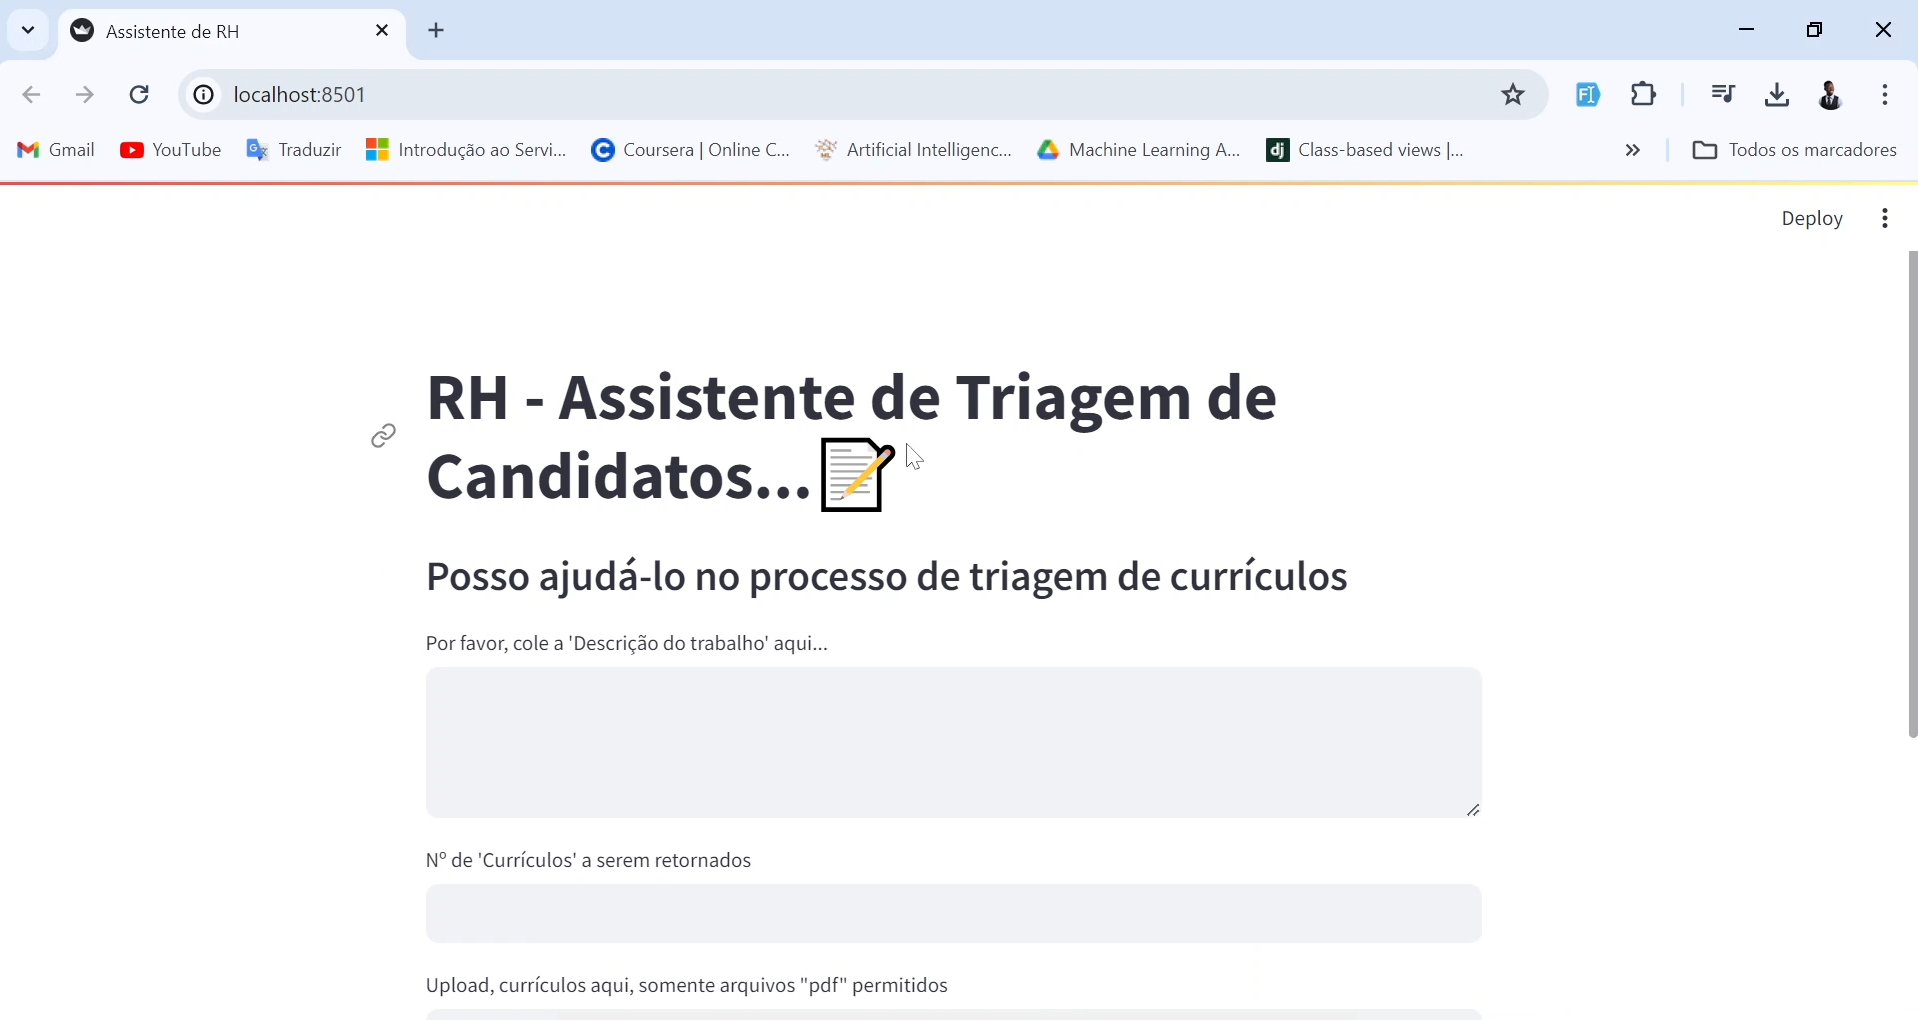 Assistente de RH
localhost:8501
Gmail
YouTube
Traduzir
Introdução ao Servi...
Coursera | Online C...
Artificial Intelligenc...
Machine Learning A...
Class-based views |...
Todos os marcadores
Deploy
RH - Assistente de Triagem de
Candidatos...
Posso ajudá-lo no processo de triagem de currículos
Por favor, cole a 'Descrição do trabalho' aqui...
Nº de 'Currículos' a serem retornados
Upload, currículos aqui, somente arquivos "pdf" permitidos